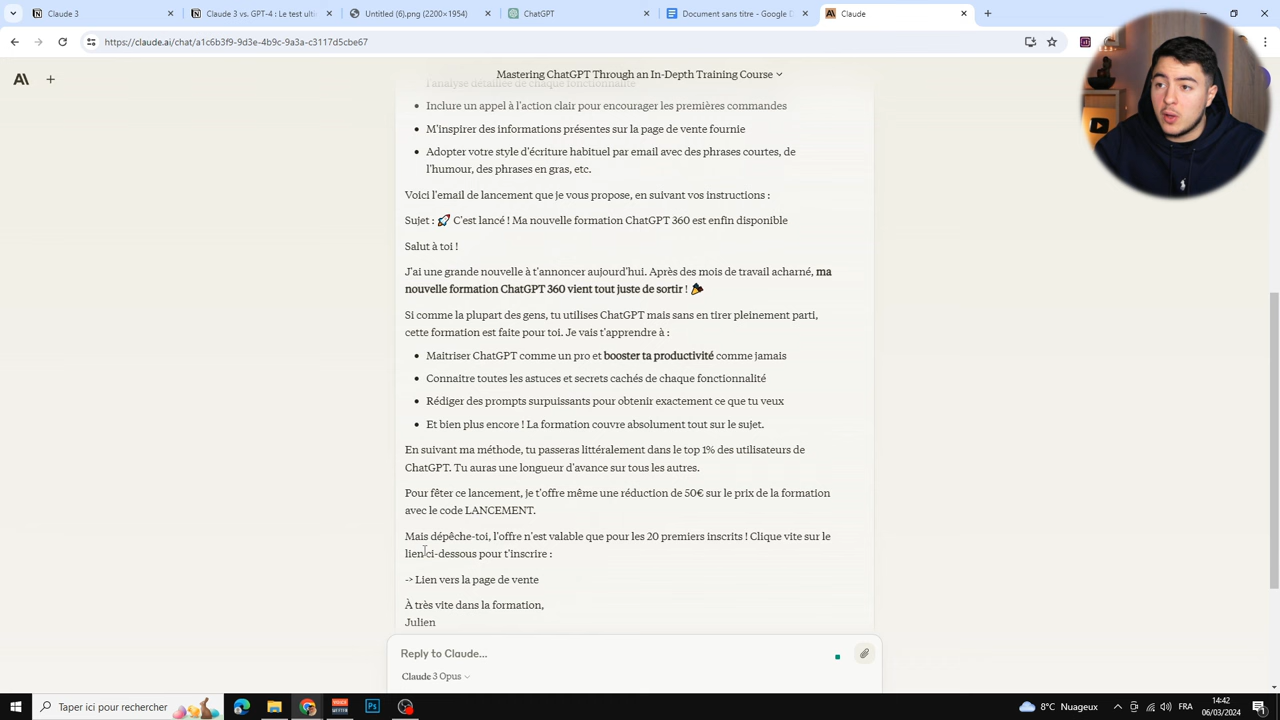 Claude 3
Claude 3 vs. GPT-4 : Le test ult
Untitled (6).png (2200×1954)
ChatGPT
Document sans titre - Google D
Claude
https://claude.ai/chat/a1c6b3f9-9d3e-4b9c-9a3a-c3117d5cbe67
Mastering ChatGPT Through an In-Depth Training Course
l'analyse détaillée de chaque fonctionnalité
Inclure un appel à l'action clair pour encourager les premières commandes
M'inspirer des informations présentes sur la page de vente fournie
Adopter votre style d'écriture habituel par email avec des phrases courtes, de
l'humour, des phrases en gras, etc.
Voici l'email de lancement que je vous propose, en suivant vos instructions :
Sujet : 🚀 C'est lancé ! Ma nouvelle formation ChatGPT 360 est enfin disponible
Salut à toi !
J'ai une grande nouvelle à t'annoncer aujourd'hui. Après des mois de travail acharné, ma
nouvelle formation ChatGPT 360 vient tout juste de sortir ! 🎉
Si comme la plupart des gens, tu utilises ChatGPT mais sans en tirer pleinement parti,
cette formation est faite pour toi. Je vais t'apprendre à :
Maitriser ChatGPT comme un pro et booster ta productivité comme jamais
Connaitre toutes les astuces et secrets cachés de chaque fonctionnalité
Rédiger des prompts surpuissants pour obtenir exactement ce que tu veux
Et bien plus encore ! La formation couvre absolument tout sur le sujet.
En suivant ma méthode, tu passeras littéralement dans le top 1% des utilisateurs de
ChatGPT. Tu auras une longueur d'avance sur tous les autres.
Pour fêter ce lancement, je t'offre même une réduction de 50€ sur le prix de la formation
avec le code LANCEMENT.
Mais dépêche-toi, l'offre n'est valable que pour les 20 premiers inscrits ! Clique vite sur le
lien ci-dessous pour t'inscrire :
-> Lien vers la page de vente
À très vite dans la formation,
Julien
Reply to Claude...
Claude 3 Opus
Taper ici pour rechercher
8°C Nuageux
FRA
14:42
06/03/2024